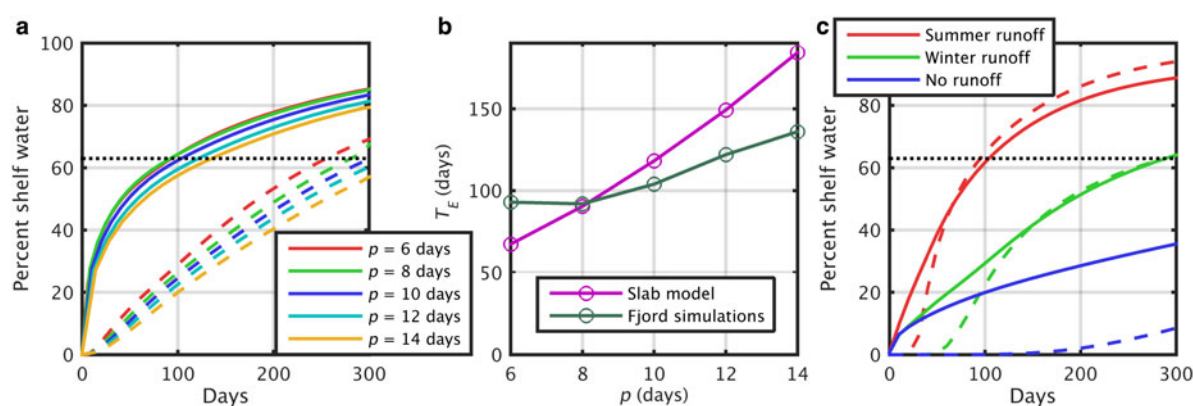 a
100
80
60
40
20
0
Percent shelf water
0 100 200 300
Days
p = 6 days
p = 8 days
p = 10 days
p = 12 days
p = 14 days
b
150
100
50
0
T_E (days)
6 8 10 12 14
p (days)
Slab model
Fjord simulations
c
Summer runoff
Winter runoff
No runoff
80
60
40
20
0
Percent shelf water
0 100 200 300
Days